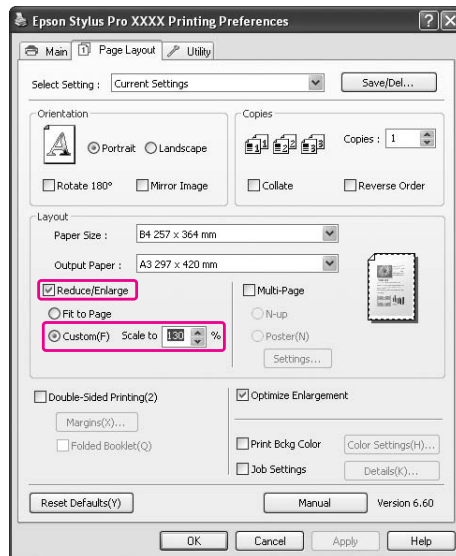 Epson Stylus Pro XXXX Printing Preferences
Main Page Layout Utility
Select Setting : Current Settings Save/Del...
Orientation
Portrait Landscape
Rotate 180° Mirror Image
Copies
Copies : 1
Collate Reverse Order
Layout
Paper Size : B4 257 x 364 mm
Output Paper : A3 297 x 420 mm
Reduce/Enlarge
Fit to Page
Custom(F) Scale to 130 %
Multi-Page
N-up
Poster(N)
Settings...
Double-Sided Printing(2)
Margins(X)...
Folded Booklet(Q)
Optimize Enlargement
Print Bckg Color Color Settings(H)...
Job Settings Details(K)...
Reset Defaults(Y) Manual Version 6.60
OK Cancel Apply Help